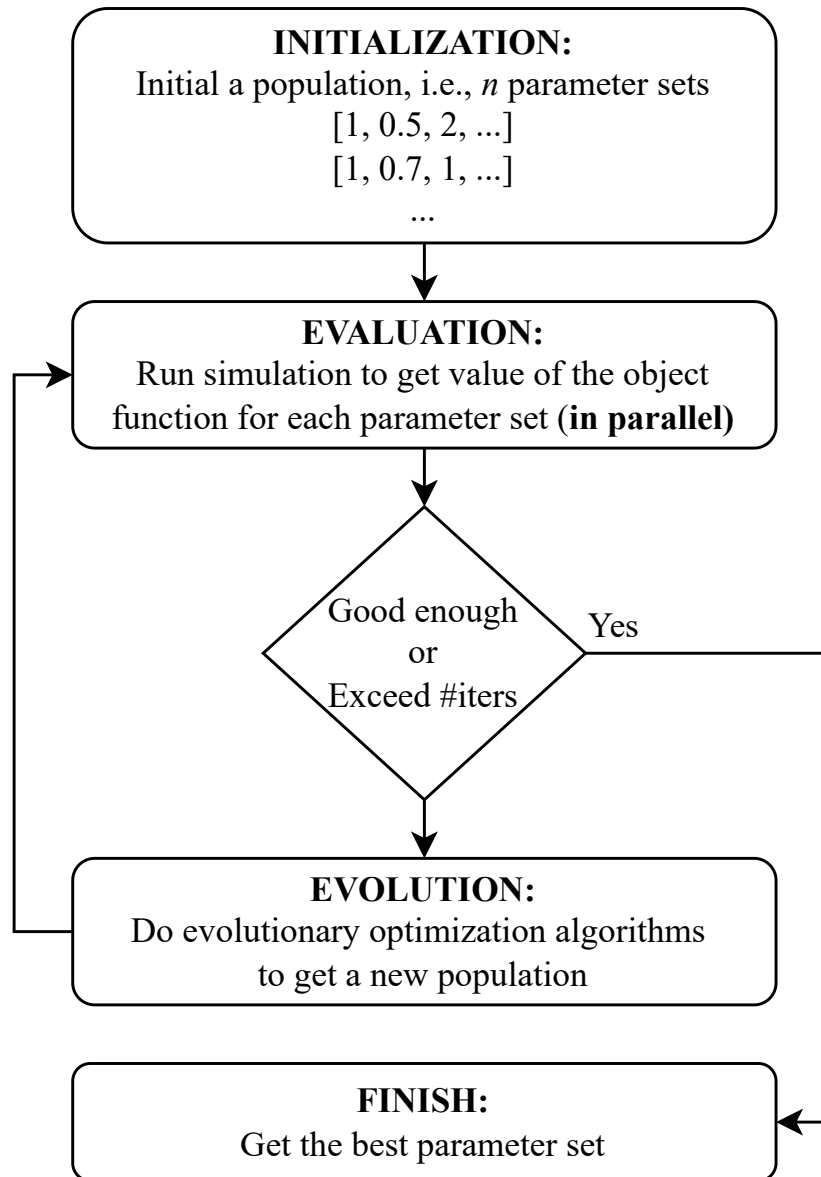 INITIALIZATION:
Initial a population, i.e., n parameter sets
[1, 0.5, 2, ...]
[1, 0.7, 1, ...]
...
EVALUATION:
Run simulation to get value of the object
function for each parameter set (in parallel)
Good enough
or
Exceed #iters
Yes
EVOLUTION:
Do evolutionary optimization algorithms
to get a new population
FINISH:
Get the best parameter set